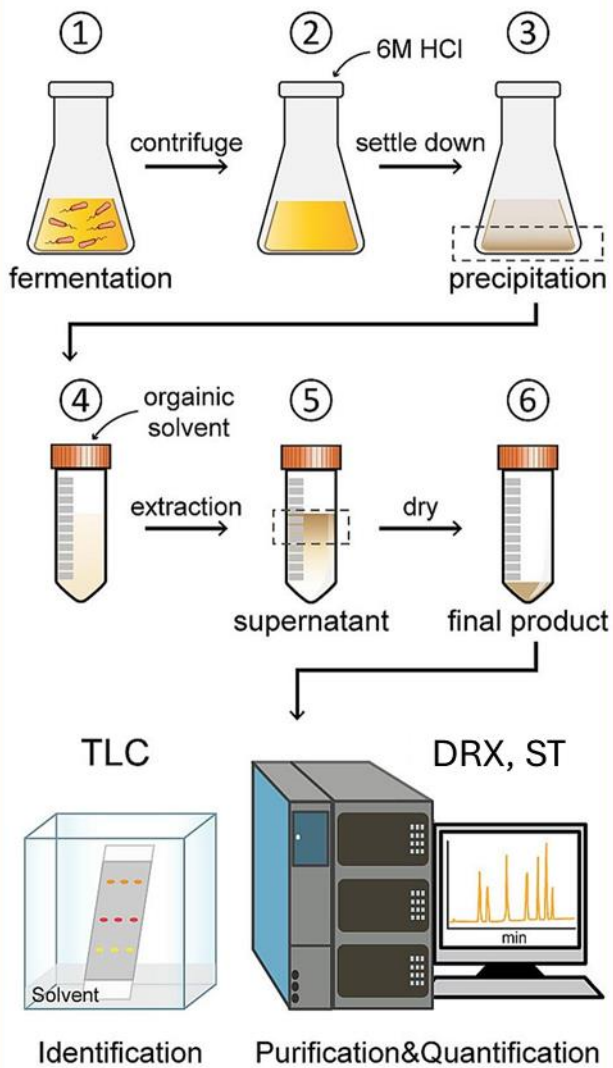 1
2
3
6M HCl
contrifuge
settle down
fermentation
precipitation
4
5
6
orgainic
solvent
extraction
dry
supernatant
final product
TLC
DRX, ST
min
Solvent
Identification
Purification&Quantification